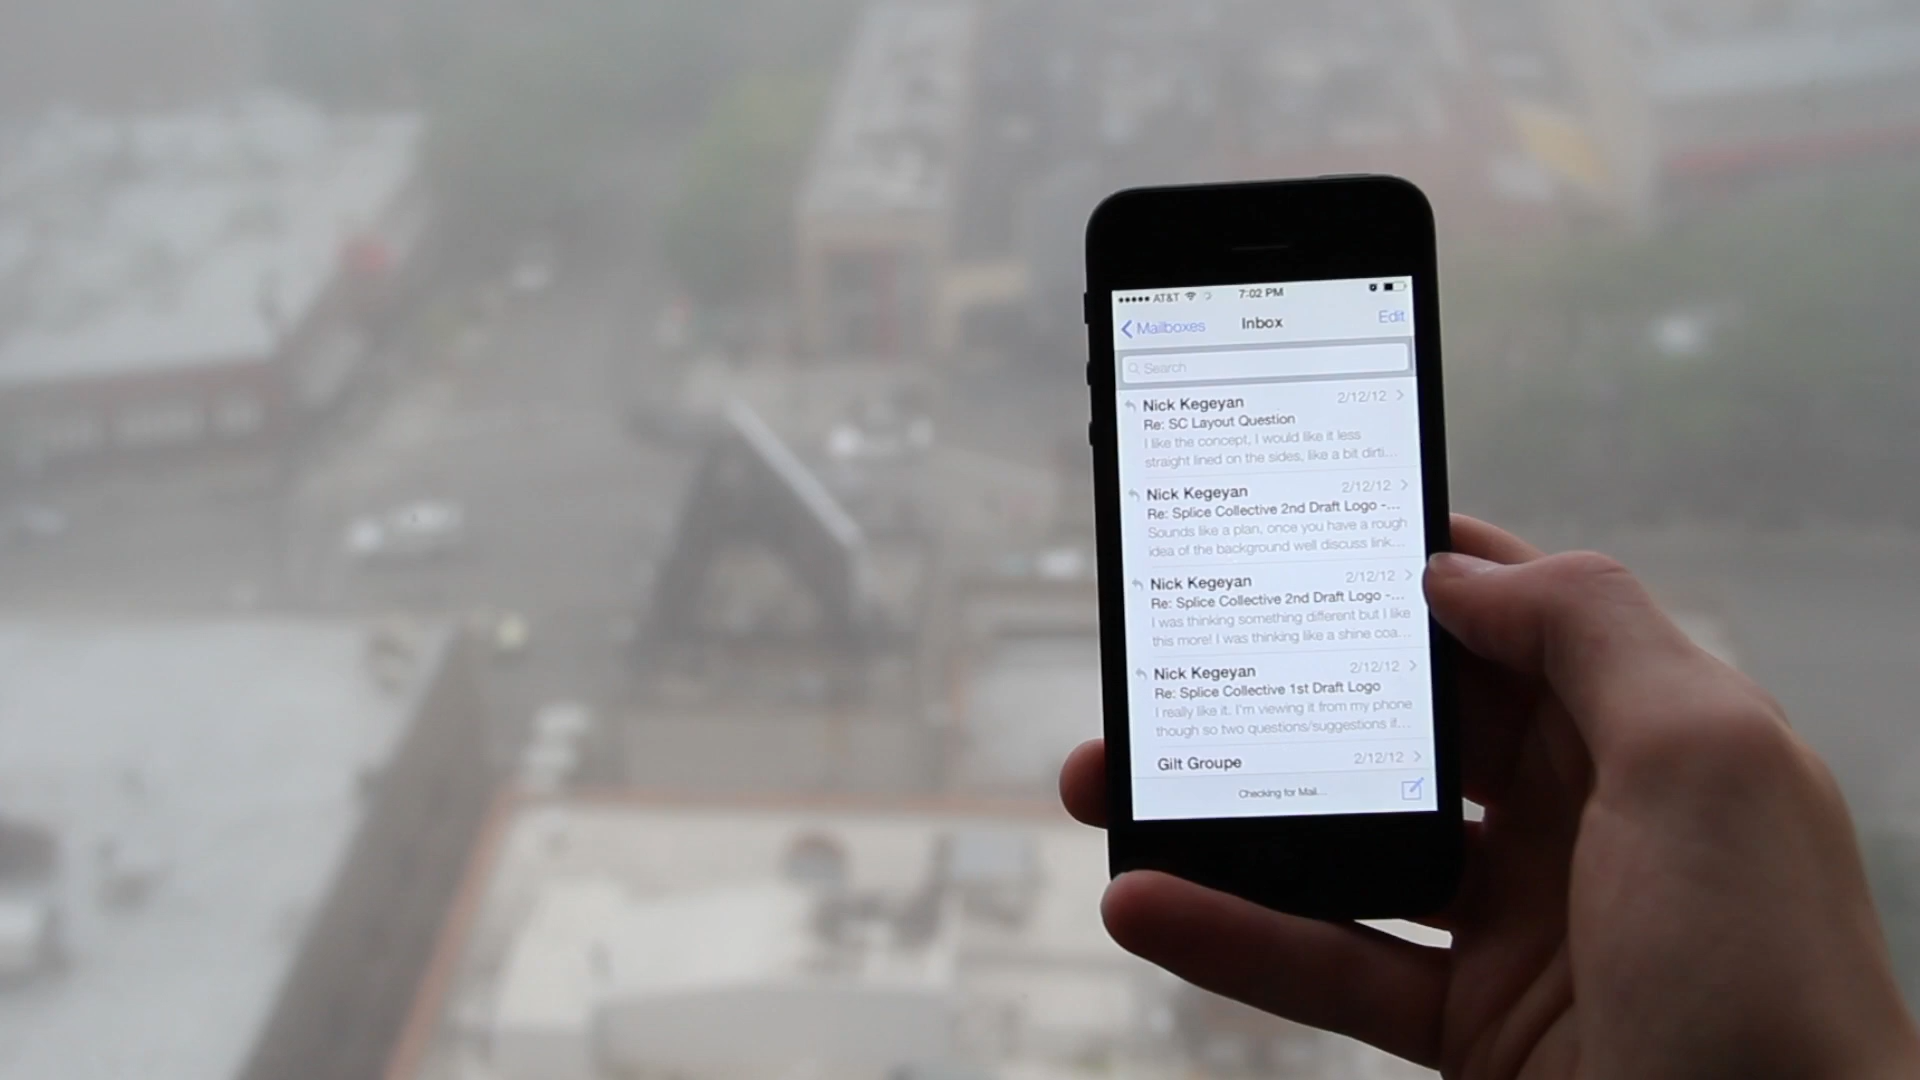 AT&T 7:02 PM
Mailboxes Inbox Edit
Search
Nick Kegeyan 2/12/12
Re: SC Layout Question
I like the concept, I would like it less
straight lined on the sides, like a bit dirti...
Nick Kegeyan 2/12/12
Re: Splice Collective 2nd Draft Logo -...
Sounds like a plan, once you have a rough
idea of the background well discuss link...
Nick Kegeyan 2/12/12
Re: Splice Collective 2nd Draft Logo -...
I was thinking something different but I like
this more! I was thinking like a shine coa...
Nick Kegeyan 2/12/12
Re: Splice Collective 1st Draft Logo
I really like it. I'm viewing it from my phone
though so two questions/suggestions if...
Gilt Groupe 2/12/12
Checking for Mail...